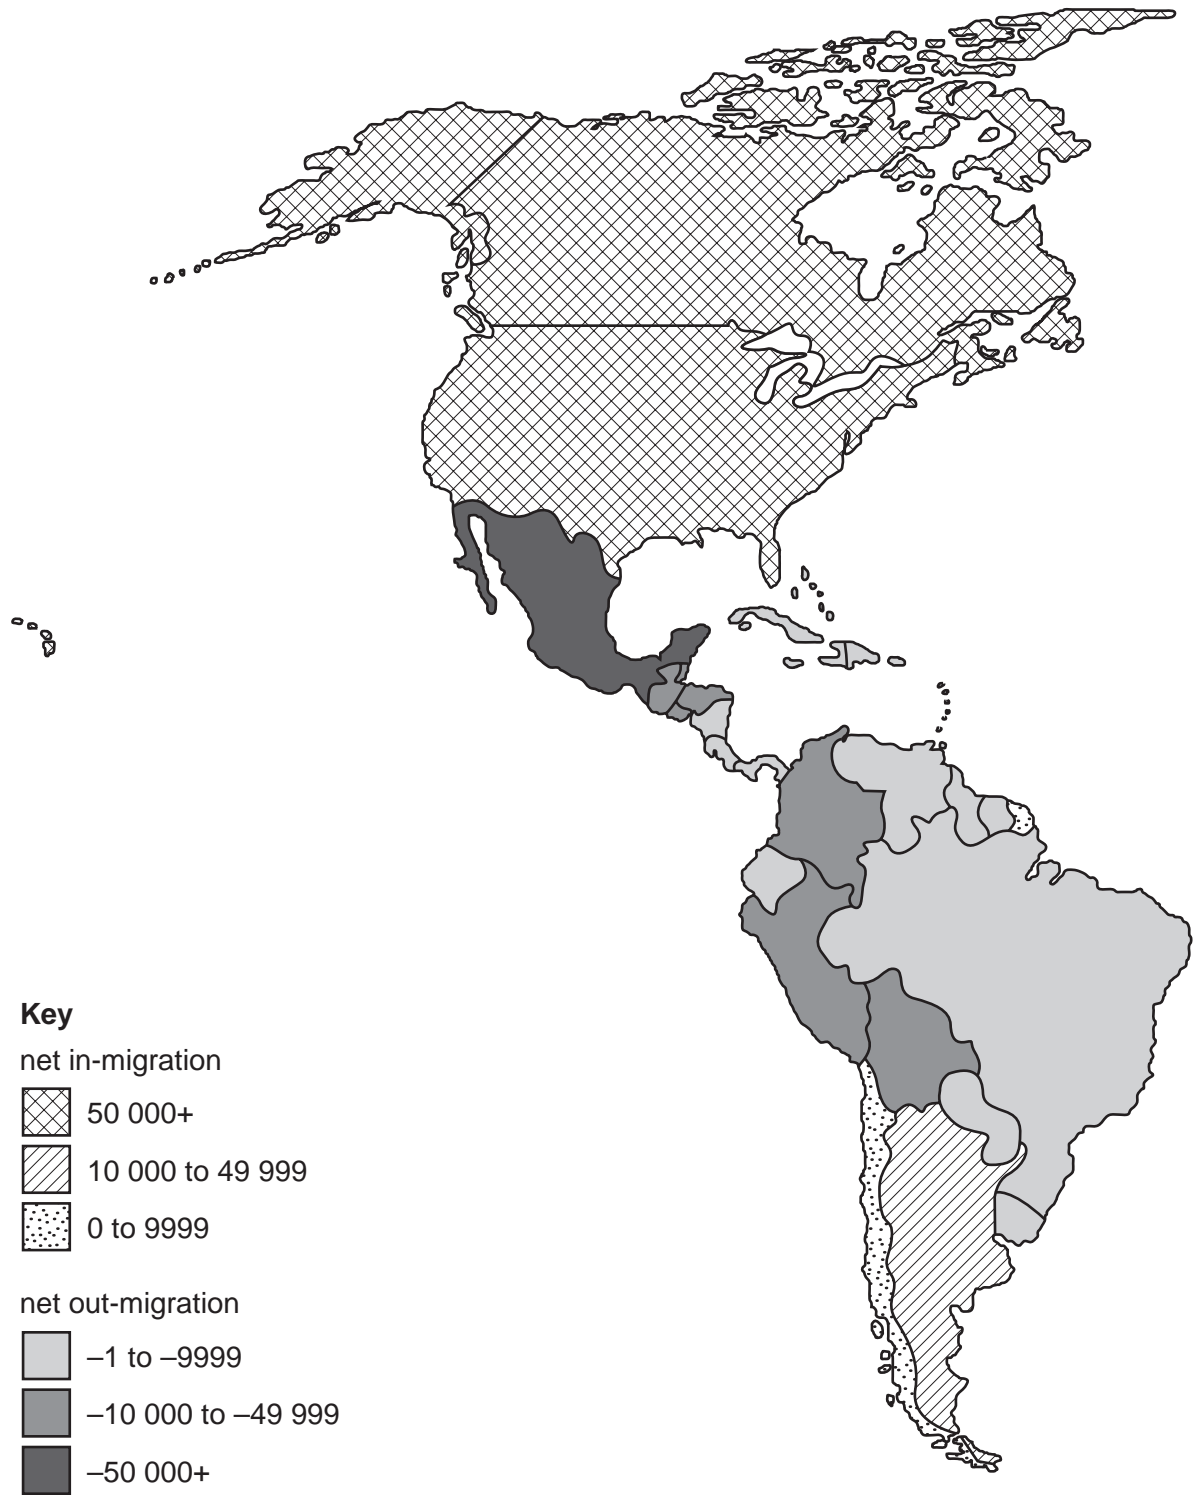 Key
net in-migration
50 000+
10 000 to 49 999
0 to 9999
net out-migration
–1 to –9999
–10 000 to –49 999
–50 000+